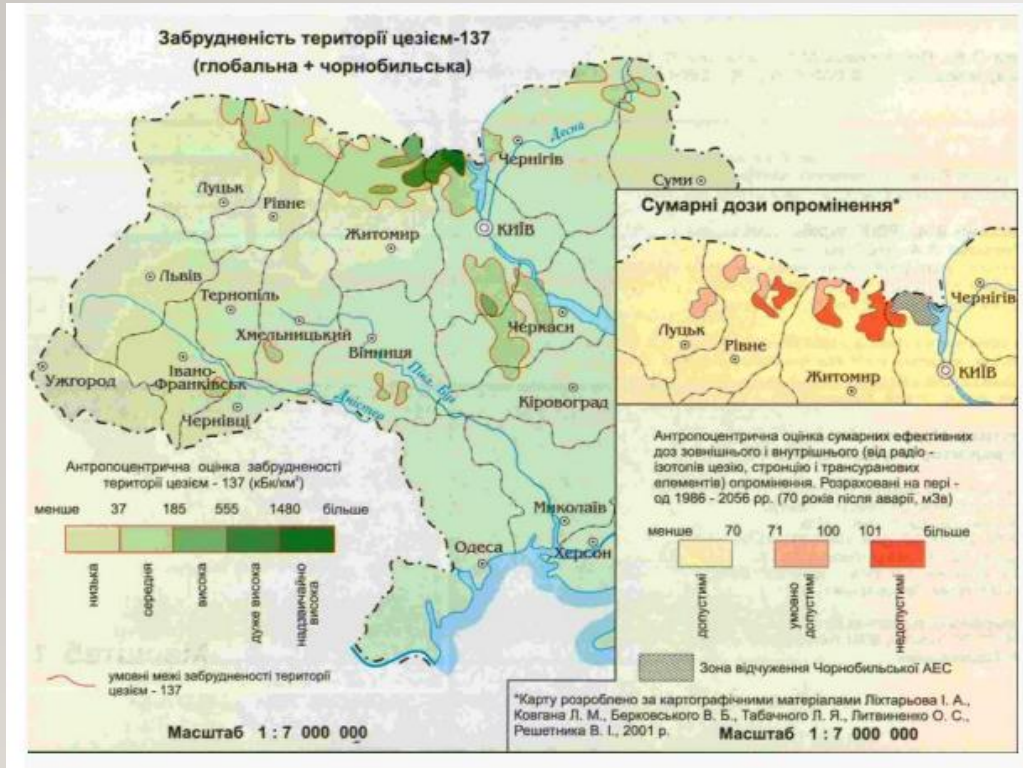 Забрудненість території цезієм-137
(глобальна + чорнобильська)
Десна
Чернігів
Суми
Луцьк
Рівне
КИЇВ
Житомир
Львів
Тернопіль
Хмельницький
Черкаси
Вінниця
Івано-
Франківськ
Ужгород
Півд. Буг
Дністер
Кіровоград
Чернівці
Миколаїв
Одеса
Херсон
Антропоцентрична оцінка забрудненості
території цезієм - 137 (кБк/км²)
менше 37 185 555 1480 більше
низька
середня
висока
дуже висока
надзвичайно
висока
умовні межі забрудненості території
цезієм - 137
Масштаб 1 : 7 000 000
Сумарні дози опромінення*
Чернігів
Луцьк
Рівне
Житомир
КИЇВ
Антропоцентрична оцінка сумарних ефективних
доз зовнішнього і внутрішнього (від радіо-
ізотопів цезію, стронцію і трансуранових
елементів) опромінення. Розраховані на пері -
од 1986 - 2056 рр. (70 років після аварії, мЗв)
менше 70 71 100 101 більше
допустимі
умовно
допустимі
недопустимі
Зона відчуження Чорнобильської АЕС
*Карту розроблено за картографічними матеріалами Ліхтарьова І. А.,
Ковгана Л. М., Берковського В. Б., Табачного Л. Я., Литвиненко О. С.,
Решетника В. І., 2001 р.
Масштаб 1 : 7 000 000